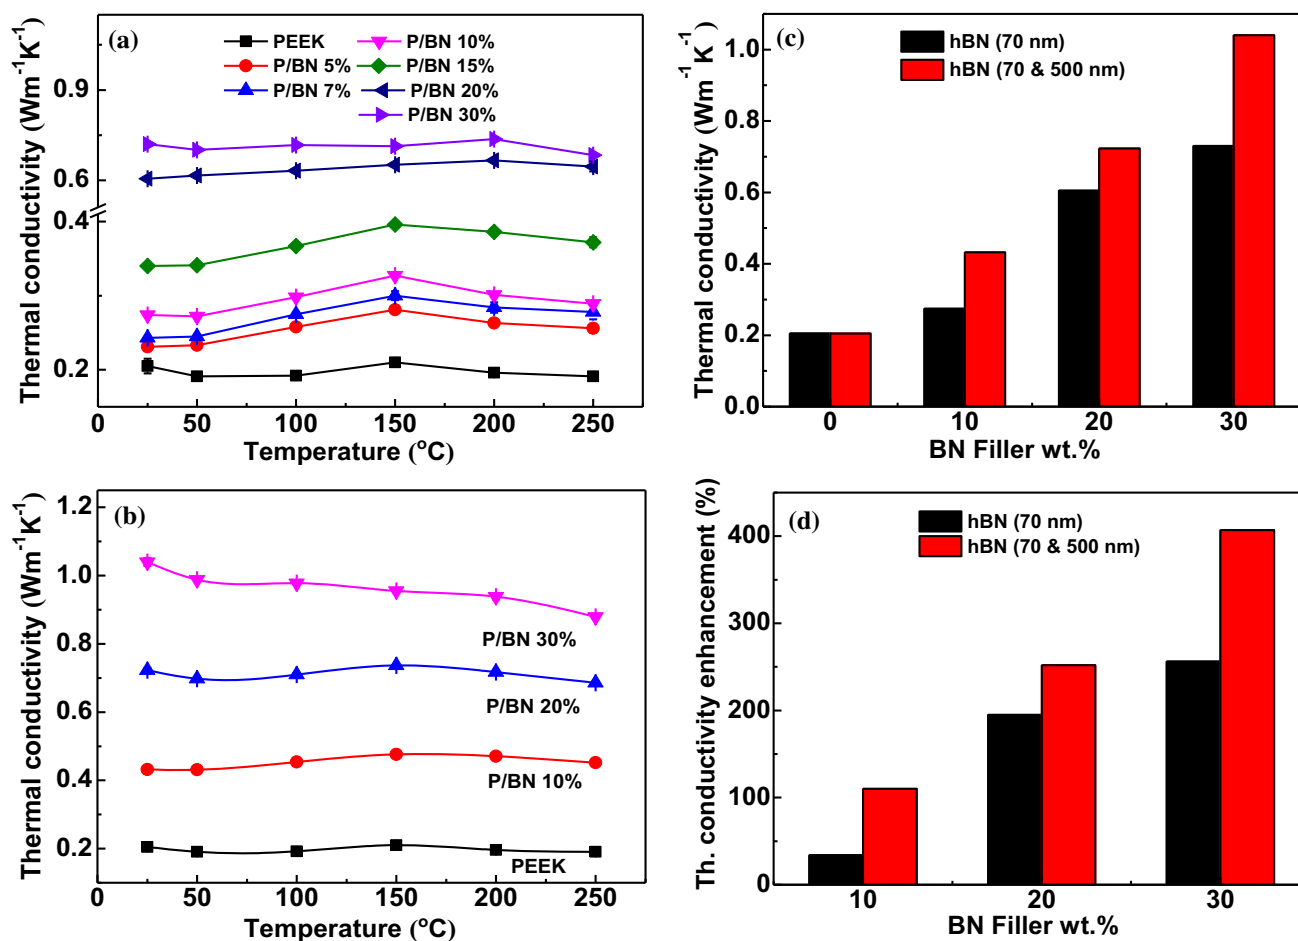 (a)
PEEK
P/BN 5%
P/BN 7%
P/BN 10%
P/BN 15%
P/BN 20%
P/BN 30%
Thermal conductivity (Wm⁻¹K⁻¹)
0.9
0.6
0.4
0.2
0 50 100 150 200 250
Temperature (°C)
(c)
hBN (70 nm)
hBN (70 & 500 nm)
Thermal conductivity (Wm⁻¹K⁻¹)
1.0
0.8
0.6
0.4
0.2
0.0
0 10 20 30
BN Filler wt.%
(b)
Thermal conductivity (Wm⁻¹K⁻¹)
1.2
1.0
0.8
0.6
0.4
0.2
P/BN 30%
P/BN 20%
P/BN 10%
PEEK
0 50 100 150 200 250
Temperature (°C)
(d)
hBN (70 nm)
hBN (70 & 500 nm)
Th. conductivity enhancement (%)
400
300
200
100
0
10 20 30
BN Filler wt.%